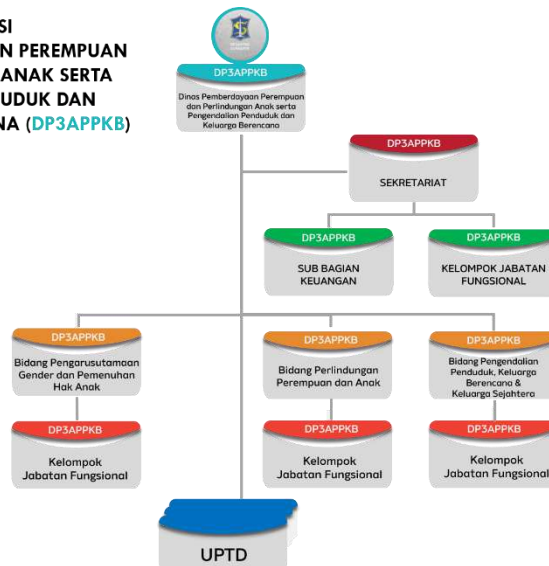 SI
N PEREMPUAN
ANAK SERTA
UDUK DAN
NA (DP3APPKB)
DP3APPKB
Dinas Pemberdayaan Perempuan
dan Perlindungan Anak serta
Pengendalian Penduduk dan
Keluarga Berencana
DP3APPKB
SEKRETARIAT
DP3APPKB
SUB BAGIAN
KEUANGAN
DP3APPKB
KELOMPOK JABATAN
FUNGSIONAL
DP3APPKB
Bidang Pengarusutamaan
Gender dan Pemenuhan
Hak Anak
DP3APPKB
Bidang Perlindungan
Perempuan dan Anak
DP3APPKB
Bidang Pengendalian
Penduduk, Keluarga
Berencana &
Keluarga Sejahtera
DP3APPKB
Kelompok
Jabatan Fungsional
DP3APPKB
Kelompok
Jabatan Fungsional
DP3APPKB
Kelompok
Jabatan Fungsional
UPTD